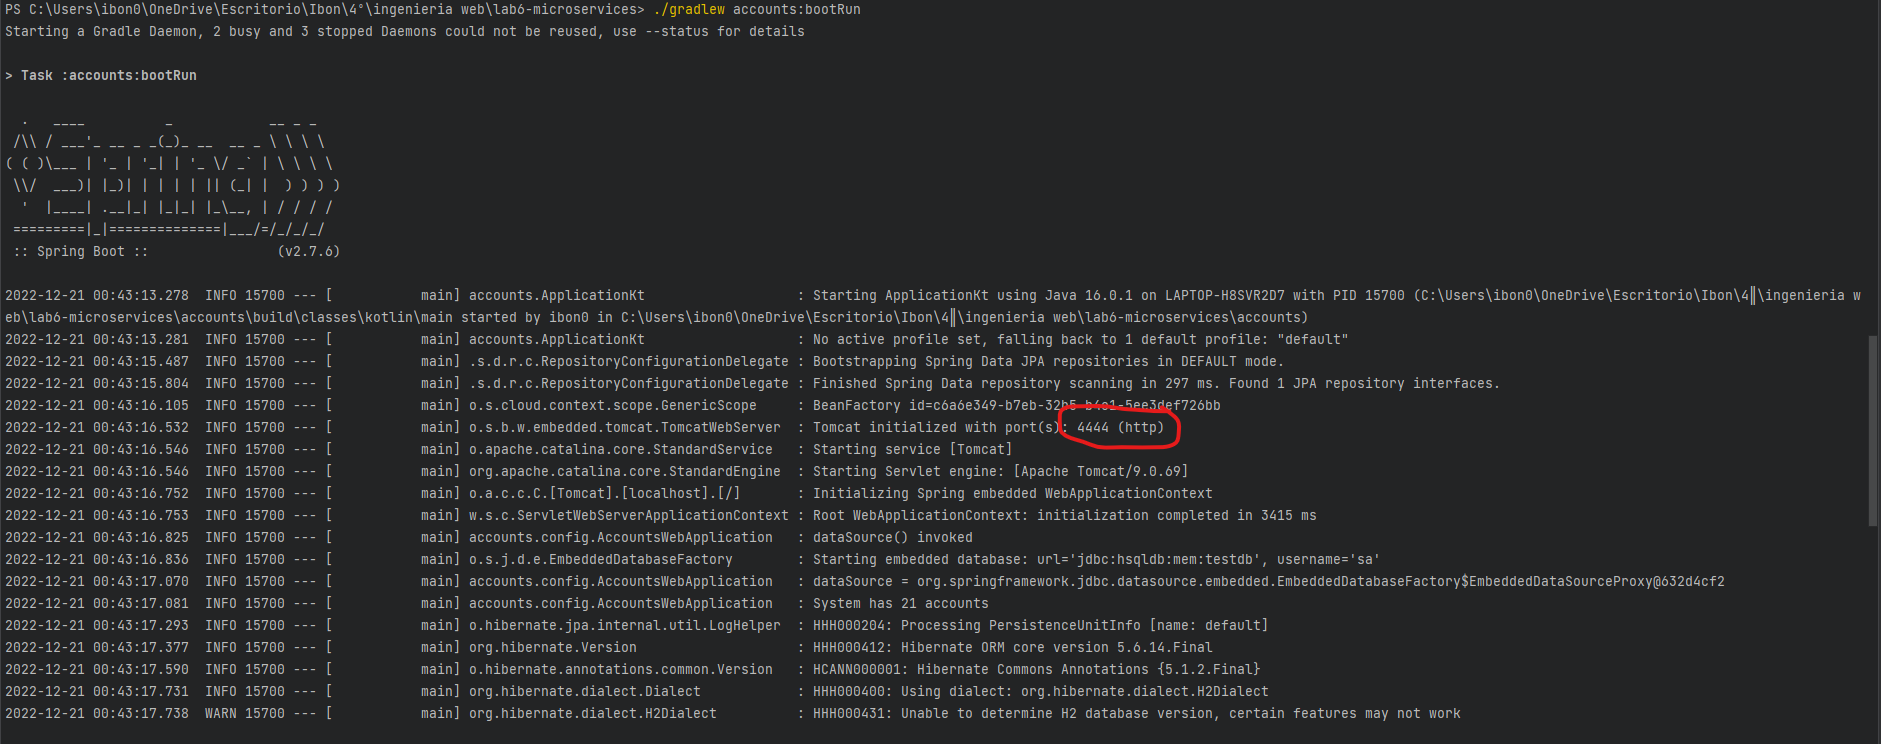 PS C:\Users\ibon0\OneDrive\Escritorio\Ibon\4º\ingenieria web\lab6-microservices> ./gradlew accounts:bootRun
Starting a Gradle Daemon, 2 busy and 3 stopped Daemons could not be reused, use --status for details
> Task :accounts:bootRun
  .   ____          _            __ _ _
 /\\ / ___'_ __ _ _(_)_ __  __ _ \ \ \ \
( ( )\___ | '_ | '_| | '_ \/ _` | \ \ \ \
 \\/  ___)| |_)| | | | | || (_| |  ) ) ) )
  '  |____| .__|_| |_|_| |_\__, | / / / /
 =========|_|==============|___/=/_/_/_/
 :: Spring Boot ::                (v2.7.6)
2022-12-21 00:43:13.278  INFO 15700 --- [           main] accounts.ApplicationKt                   : Starting ApplicationKt using Java 16.0.1 on LAPTOP-H8SVR2D7 with PID 15700 (C:\Users\ibon0\OneDrive\Escritorio\Ibon\4║\ingenieria w
eb\lab6-microservices\accounts\build\classes\kotlin\main started by ibon0 in C:\Users\ibon0\OneDrive\Escritorio\Ibon\4║\ingenieria web\lab6-microservices\accounts)
2022-12-21 00:43:13.281  INFO 15700 --- [           main] accounts.ApplicationKt                   : No active profile set, falling back to 1 default profile: "default"
2022-12-21 00:43:15.487  INFO 15700 --- [           main] .s.d.r.c.RepositoryConfigurationDelegate : Bootstrapping Spring Data JPA repositories in DEFAULT mode.
2022-12-21 00:43:15.804  INFO 15700 --- [           main] .s.d.r.c.RepositoryConfigurationDelegate : Finished Spring Data repository scanning in 297 ms. Found 1 JPA repository interfaces.
2022-12-21 00:43:16.105  INFO 15700 --- [           main] o.s.cloud.context.scope.GenericScope     : BeanFactory id=c6a6e349-b7eb-32b5-b4e1-5ee3def726bb
2022-12-21 00:43:16.532  INFO 15700 --- [           main] o.s.b.w.embedded.tomcat.TomcatWebServer  : Tomcat initialized with port(s): 4444 (http)
2022-12-21 00:43:16.546  INFO 15700 --- [           main] o.apache.catalina.core.StandardService   : Starting service [Tomcat]
2022-12-21 00:43:16.546  INFO 15700 --- [           main] org.apache.catalina.core.StandardEngine  : Starting Servlet engine: [Apache Tomcat/9.0.69]
2022-12-21 00:43:16.752  INFO 15700 --- [           main] o.a.c.c.C.[Tomcat].[localhost].[/]       : Initializing Spring embedded WebApplicationContext
2022-12-21 00:43:16.753  INFO 15700 --- [           main] w.s.c.ServletWebServerApplicationContext : Root WebApplicationContext: initialization completed in 3415 ms
2022-12-21 00:43:16.825  INFO 15700 --- [           main] accounts.config.AccountsWebApplication   : dataSource() invoked
2022-12-21 00:43:16.836  INFO 15700 --- [           main] o.s.j.d.e.EmbeddedDatabaseFactory        : Starting embedded database: url='jdbc:hsqldb:mem:testdb', username='sa'
2022-12-21 00:43:17.070  INFO 15700 --- [           main] accounts.config.AccountsWebApplication   : dataSource = org.springframework.jdbc.datasource.embedded.EmbeddedDatabaseFactory$EmbeddedDataSourceProxy@632d4cf2
2022-12-21 00:43:17.081  INFO 15700 --- [           main] accounts.config.AccountsWebApplication   : System has 21 accounts
2022-12-21 00:43:17.293  INFO 15700 --- [           main] o.hibernate.jpa.internal.util.LogHelper  : HHH000204: Processing PersistenceUnitInfo [name: default]
2022-12-21 00:43:17.377  INFO 15700 --- [           main] org.hibernate.Version                    : HHH000412: Hibernate ORM core version 5.6.14.Final
2022-12-21 00:43:17.590  INFO 15700 --- [           main] o.hibernate.annotations.common.Version   : HCANN000001: Hibernate Commons Annotations {5.1.2.Final}
2022-12-21 00:43:17.731  INFO 15700 --- [           main] org.hibernate.dialect.Dialect            : HHH000400: Using dialect: org.hibernate.dialect.H2Dialect
2022-12-21 00:43:17.738  WARN 15700 --- [           main] org.hibernate.dialect.H2Dialect          : HHH000431: Unable to determine H2 database version, certain features may not work